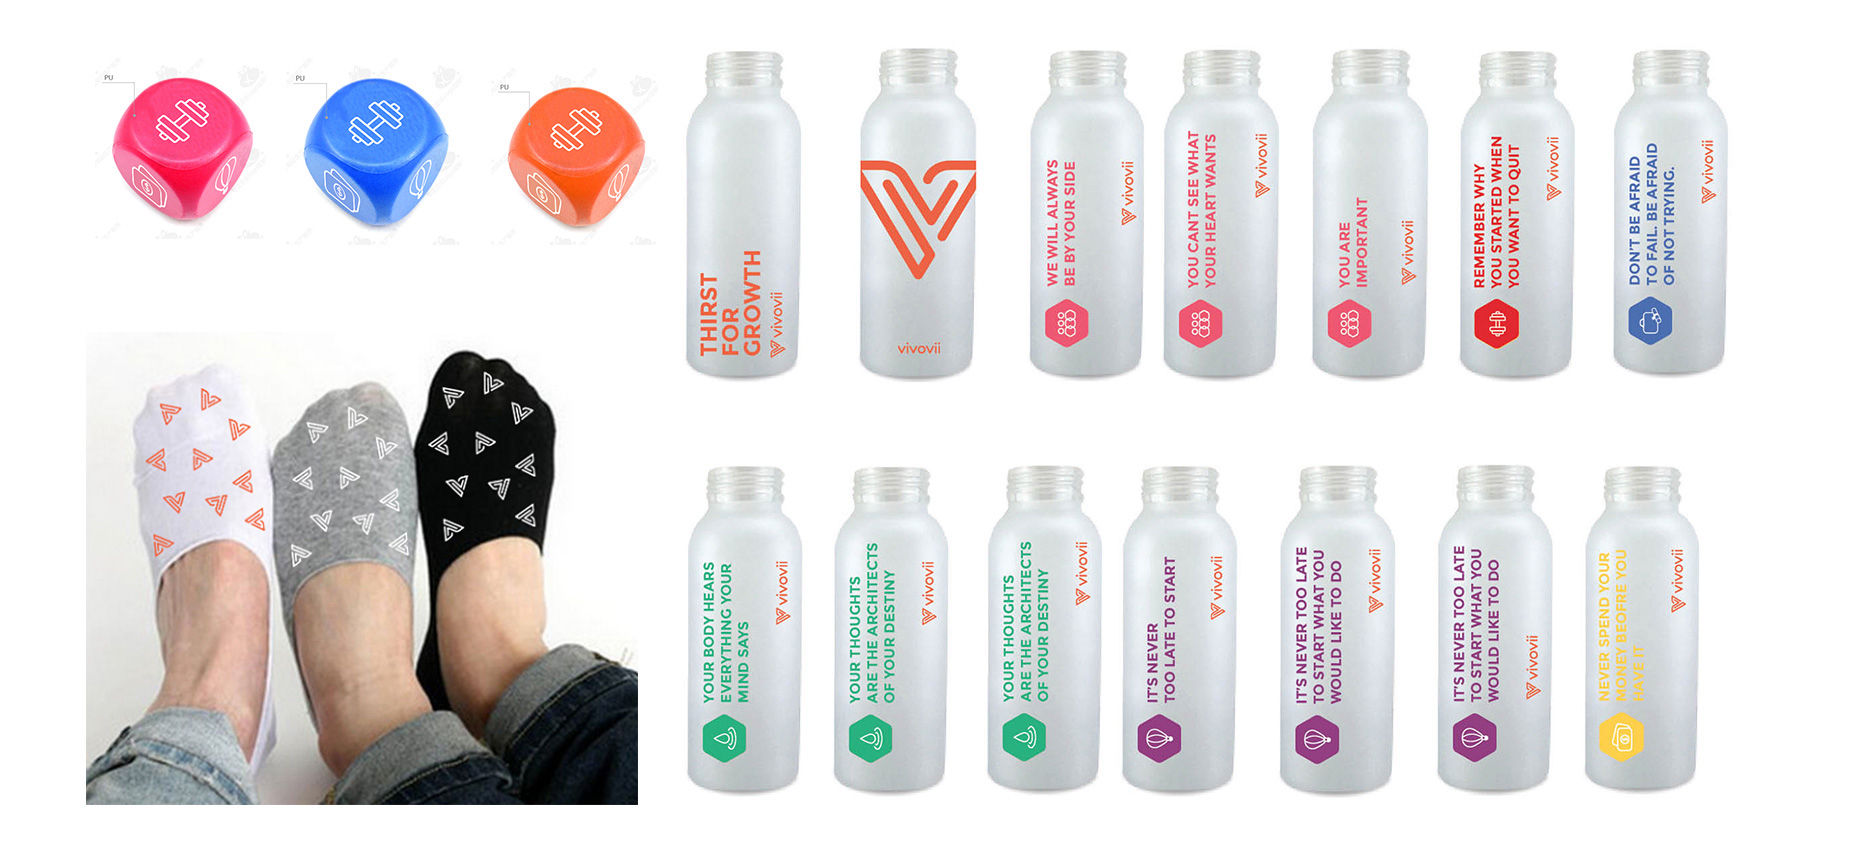 PU
PU
PU
THIRST
FOR
GROWTH
vivovii
vivovii
WE WILL ALWAYS
BE BY YOUR SIDE
vivovii
YOU CANT SEE WHAT
YOUR HEART WANTS
vivovii
YOU ARE
IMPORTANT
vivovii
REMEMBER WHY
YOU STARTED WHEN
YOU WANT TO QUIT
vivovii
DON'T BE AFRAID
TO FAIL. BE AFRAID
OF NOT TRYING.
vivovii
YOUR BODY HEARS
EVERYTHING YOUR
MIND SAYS
vivovii
YOUR THOUGHTS
ARE THE ARCHITECTS
OF YOUR DESTINY
vivovii
YOUR THOUGHTS
ARE THE ARCHITECTS
OF YOUR DESTINY
vivovii
IT'S NEVER
TOO LATE TO START
vivovii
IT'S NEVER TOO LATE
TO START WHAT YOU
WOULD LIKE TO DO
vivovii
IT'S NEVER TOO LATE
TO START WHAT YOU
WOULD LIKE TO DO
vivovii
NEVER SPEND YOUR
MONEY BEOFRE YOU
HAVE IT
vivovii